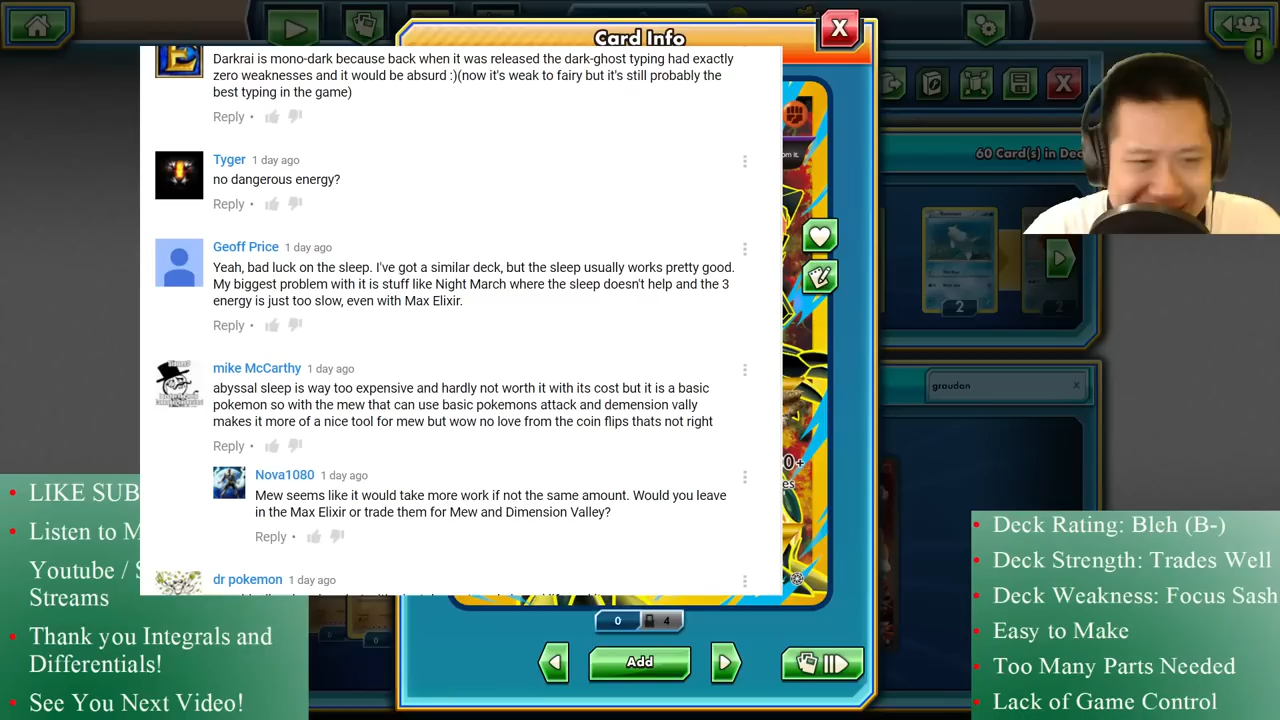 Card Info
X
Darkrai is mono-dark because back when it was released the dark-ghost typing had exactly
zero weaknesses and it would be absurd :)(now it's weak to fairy but it's still probably the
best typing in the game)
Reply •
Tyger 1 day ago
no dangerous energy?
Reply •
Geoff Price 1 day ago
Yeah, bad luck on the sleep. I've got a similar deck, but the sleep usually works pretty good.
My biggest problem with it is stuff like Night March where the sleep doesn't help and the 3
energy is just too slow, even with Max Elixir.
Reply •
mike McCarthy 1 day ago
abyssal sleep is way too expensive and hardly not worth it with its cost but it is a basic
pokemon so with the mew that can use basic pokemons attack and demension vally
makes it more of a nice tool for mew but wow no love from the coin flips thats not right
Reply •
Nova1080 1 day ago
Mew seems like it would take more work if not the same amount. Would you leave
in the Max Elixir or trade them for Mew and Dimension Valley?
Reply •
dr pokemon 1 day ago
60 Card(s) in Dec
2
2
groudan x
0+
0 4
Add
• LIKE SUB
• Listen to M
Youtube / S
Streams
• Thank you Integrals and
Differentials!
• See You Next Video!
• Deck Rating: Bleh (B-)
• Deck Strength: Trades Well
• Deck Weakness: Focus Sash
• Easy to Make
• Too Many Parts Needed
• Lack of Game Control